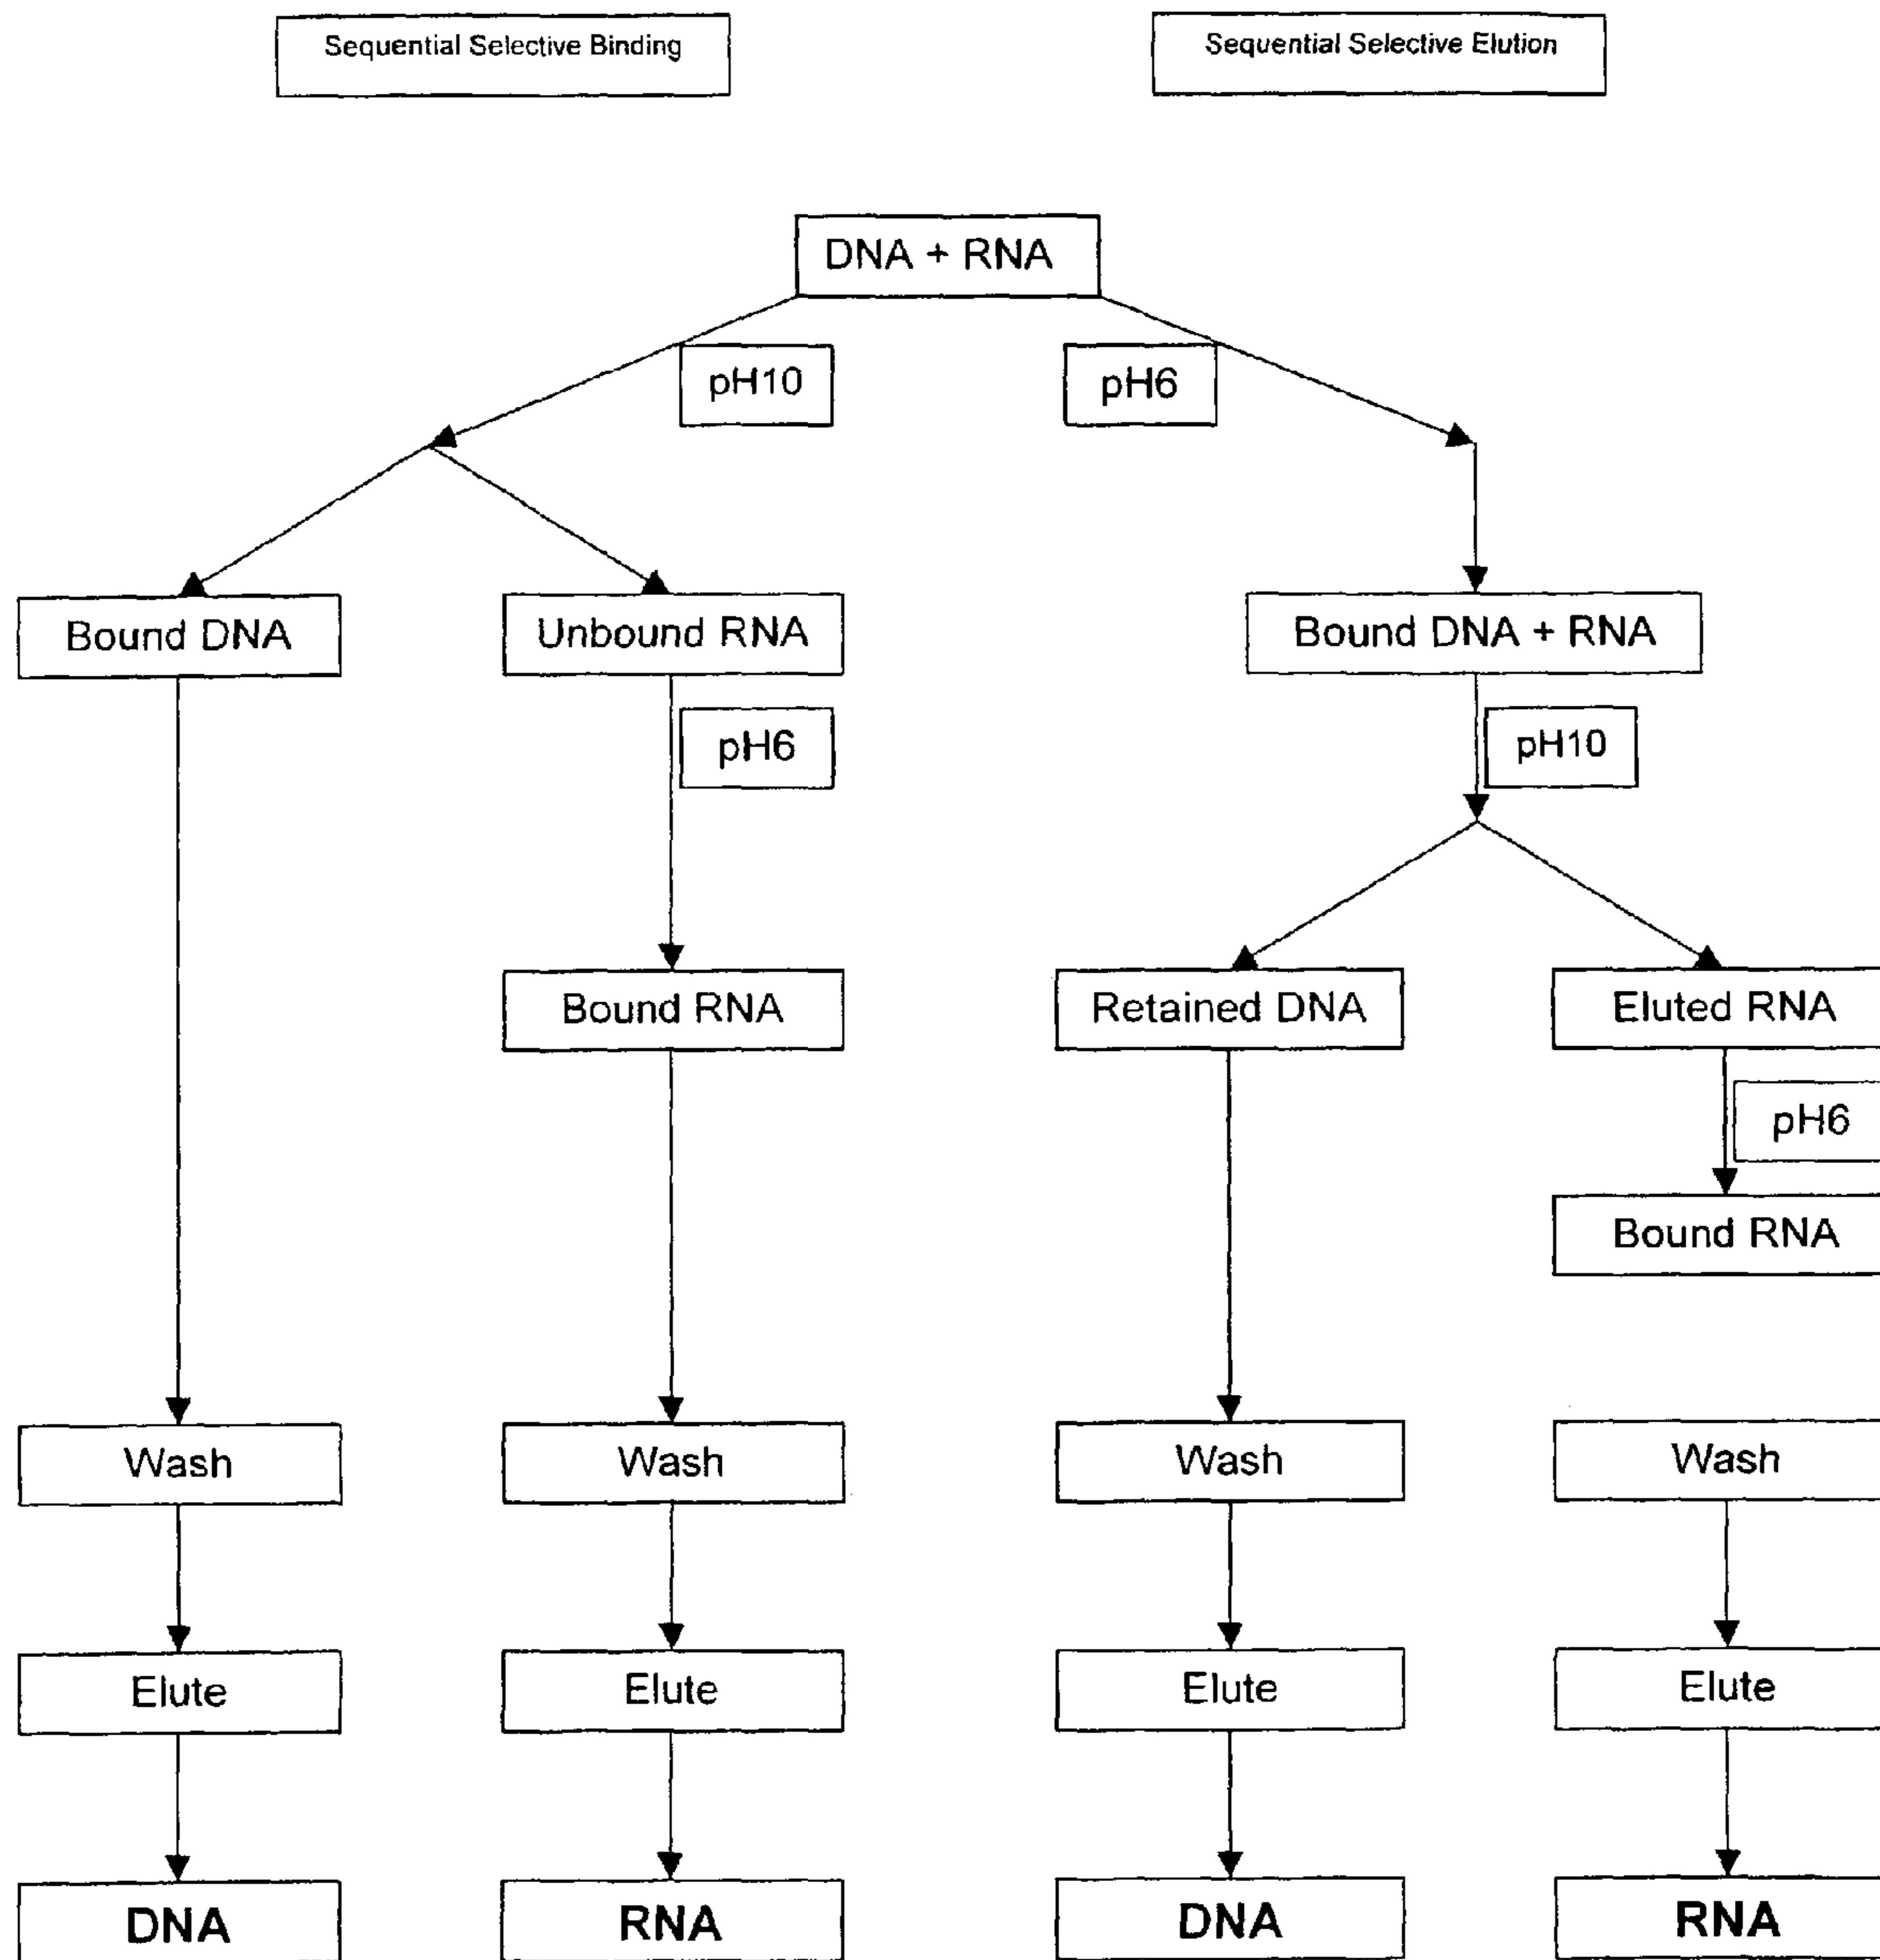 Sequential Selective Binding
Sequential Selective Elution
DNA + RNA
pH10
pH6
Bound DNA
Unbound RNA
Bound DNA + RNA
pH6
pH10
Bound RNA
Retained DNA
Eluted RNA
pH6
Bound RNA
Wash
Wash
Wash
Wash
Elute
Elute
Elute
Elute
DNA
RNA
DNA
RNA